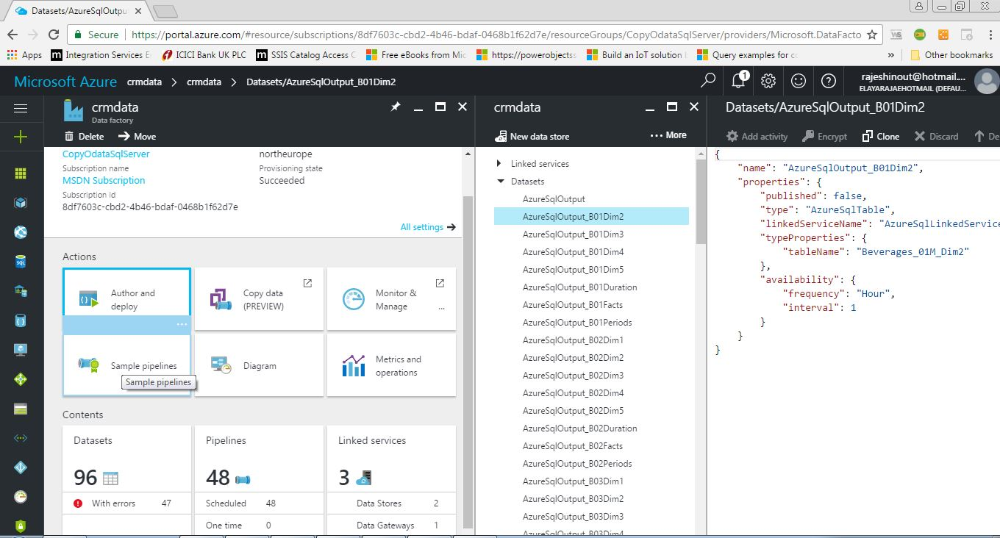 Datasets/AzureSqlOutput
Secure
https://portal.azure.com/#resource/subscriptions/8df7603c-cbd2-4b46-bdaf-0468b1f62d7e/resourceGroups/CopyOdataSqlServer/providers/Microsoft.DataFacto
Apps
Integration Services E
ICICI Bank UK PLC
SSIS Catalog Access C
Free eBooks from Mic
https://powerobjectss
Build an IoT solution
Query examples for co
»
Other bookmarks
Microsoft Azure crmdata > crmdata > Datasets/AzureSqlOutput_B01Dim2
1
rajeshinout@hotmail....
ELAYARAJAEHOTMAIL (DEFAU...
crmdata
Data factory
Delete
Move
CopyOdataSqlServer
Subscription name
MSDN Subscription
Subscription id
8df7603c-cbd2-4b46-bdaf-0468b1f62d7e
northeurope
Provisioning state
Succeeded
All settings
Actions
Author and
deploy
Copy data
(PREVIEW)
Monitor &
Manage
...
...
Sample pipelines
Sample pipelines
Diagram
Metrics and
operations
Contents
Datasets
96
With errors 47
Pipelines
48
Scheduled 48
One time 0
Linked services
3
Data Stores 2
Data Gateways 1
crmdata
New data store
... More
Linked services
Datasets
AzureSqlOutput
AzureSqlOutput_B01Dim2
AzureSqlOutput_B01Dim3
AzureSqlOutput_B01Dim4
AzureSqlOutput_B01Dim5
AzureSqlOutput_B01Duration
AzureSqlOutput_B01Facts
AzureSqlOutput_B01Periods
AzureSqlOutput_B02Dim1
AzureSqlOutput_B02Dim2
AzureSqlOutput_B02Dim3
AzureSqlOutput_B02Dim4
AzureSqlOutput_B02Dim5
AzureSqlOutput_B02Duration
AzureSqlOutput_B02Facts
AzureSqlOutput_B02Periods
AzureSqlOutput_B03Dim1
AzureSqlOutput_B03Dim2
AzureSqlOutput_B03Dim3
AzureSqlOutput_B03Dim4
Datasets/AzureSqlOutput_B01Dim2
Add activity
Encrypt
Clone
Discard
De
{
"name": "AzureSqlOutput_B01Dim2",
"properties": {
"published": false,
"type": "AzureSqlTable",
"linkedServiceName": "AzureSqlLinkedService
"typeProperties": {
"tableName": "Beverages_01M_Dim2"
},
"availability": {
"frequency": "Hour",
"interval": 1
}
}
}